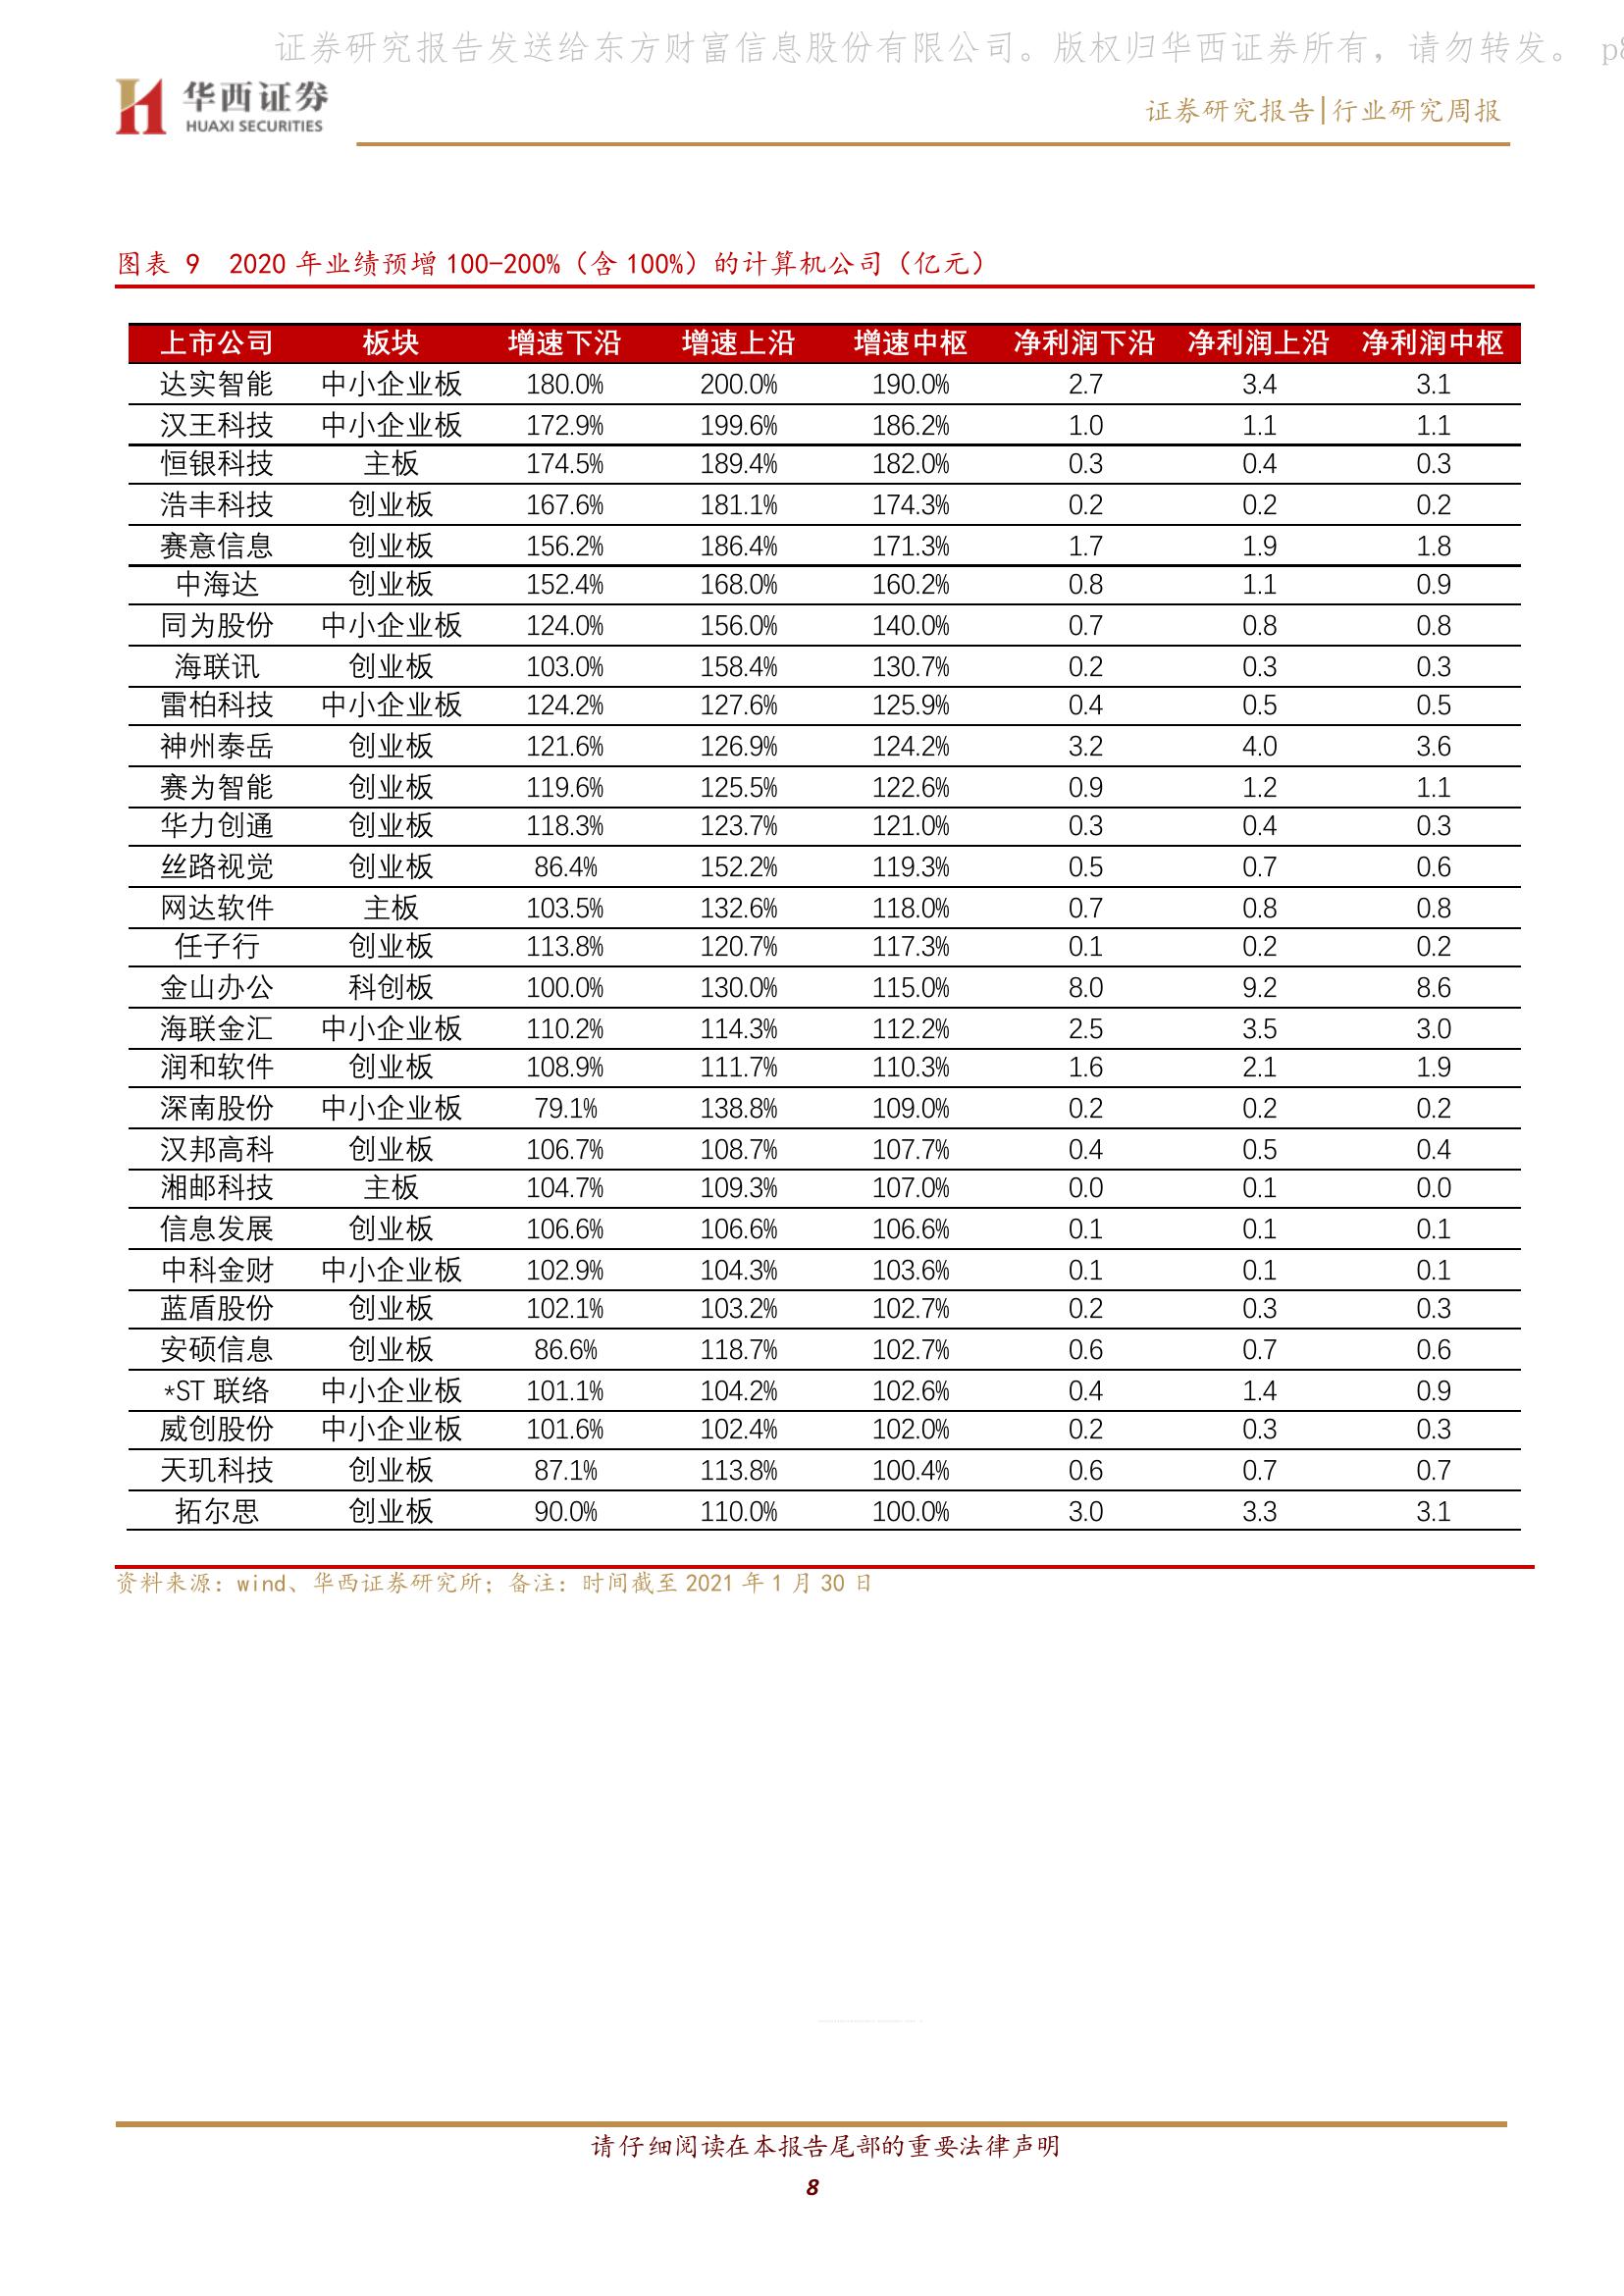 证券研究报告发送给东方财富信息股份有限公司。版权归华西证券所有，请勿转发。 p8
华西证券
HUAXI SECURITIES
证券研究报告|行业研究周报
图表 9 2020 年业绩预增 100-200%（含 100%）的计算机公司（亿元）
上市公司 板块 增速下沿 增速上沿 增速中枢 净利润下沿 净利润上沿 净利润中枢
达实智能 中小企业板 180.0% 200.0% 190.0% 2.7 3.4 3.1
汉王科技 中小企业板 172.9% 199.6% 186.2% 1.0 1.1 1.1
恒银科技 主板 174.5% 189.4% 182.0% 0.3 0.4 0.3
浩丰科技 创业板 167.6% 181.1% 174.3% 0.2 0.2 0.2
赛意信息 创业板 156.2% 186.4% 171.3% 1.7 1.9 1.8
中海达 创业板 152.4% 168.0% 160.2% 0.8 1.1 0.9
同为股份 中小企业板 124.0% 156.0% 140.0% 0.7 0.8 0.8
海联讯 创业板 103.0% 158.4% 130.7% 0.2 0.3 0.3
雷柏科技 中小企业板 124.2% 127.6% 125.9% 0.4 0.5 0.5
神州泰岳 创业板 121.6% 126.9% 124.2% 3.2 4.0 3.6
赛为智能 创业板 119.6% 125.5% 122.6% 0.9 1.2 1.1
华力创通 创业板 118.3% 123.7% 121.0% 0.3 0.4 0.3
丝路视觉 创业板 86.4% 152.2% 119.3% 0.5 0.7 0.6
网达软件 主板 103.5% 132.6% 118.0% 0.7 0.8 0.8
任子行 创业板 113.8% 120.7% 117.3% 0.1 0.2 0.2
金山办公 科创板 100.0% 130.0% 115.0% 8.0 9.2 8.6
海联金汇 中小企业板 110.2% 114.3% 112.2% 2.5 3.5 3.0
润和软件 创业板 108.9% 111.7% 110.3% 1.6 2.1 1.9
深南股份 中小企业板 79.1% 138.8% 109.0% 0.2 0.2 0.2
汉邦高科 创业板 106.7% 108.7% 107.7% 0.4 0.5 0.4
湘邮科技 主板 104.7% 109.3% 107.0% 0.0 0.1 0.0
信息发展 创业板 106.6% 106.6% 106.6% 0.1 0.1 0.1
中科金财 中小企业板 102.9% 104.3% 103.6% 0.1 0.1 0.1
蓝盾股份 创业板 102.1% 103.2% 102.7% 0.2 0.3 0.3
安硕信息 创业板 86.6% 118.7% 102.7% 0.6 0.7 0.6
*ST 联络 中小企业板 101.1% 104.2% 102.6% 0.4 1.4 0.9
威创股份 中小企业板 101.6% 102.4% 102.0% 0.2 0.3 0.3
天玑科技 创业板 87.1% 113.8% 100.4% 0.6 0.7 0.7
拓尔思 创业板 90.0% 110.0% 100.0% 3.0 3.3 3.1
资料来源：wind、华西证券研究所；备注：时间截至 2021 年 1 月 30 日
请仔细阅读在本报告尾部的重要法律声明
8